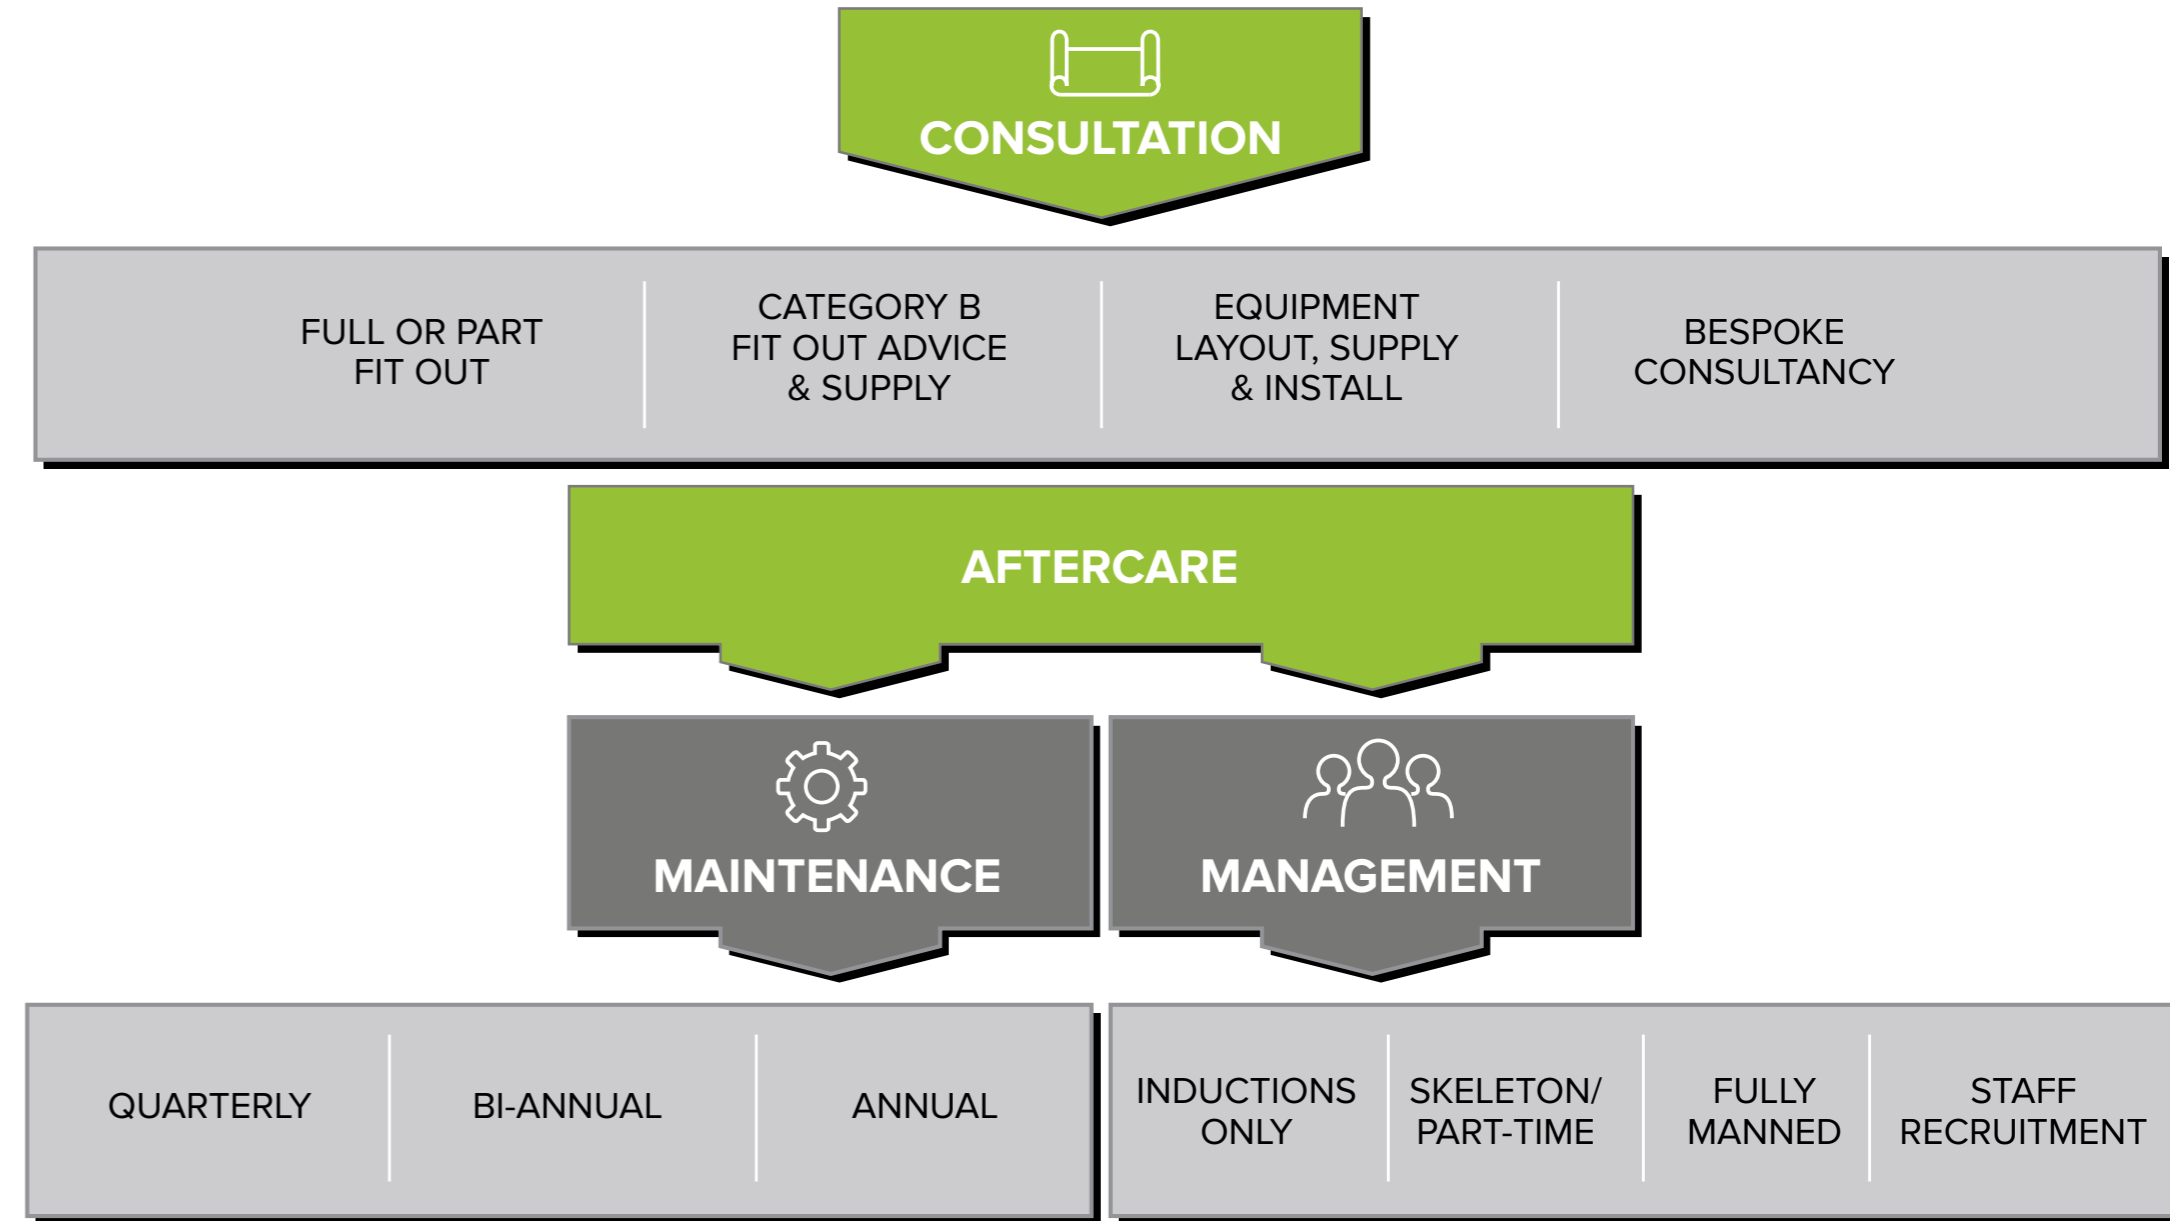 CONSULTATION
FULL OR PART
FIT OUT
CATEGORY B
FIT OUT ADVICE
& SUPPLY
EQUIPMENT
LAYOUT, SUPPLY
& INSTALL
BESPOKE
CONSULTANCY
AFTERCARE
MAINTENANCE
MANAGEMENT
QUARTERLY
BI-ANNUAL
ANNUAL
INDUCTIONS
ONLY
SKELETON/
PART-TIME
FULLY
MANNED
STAFF
RECRUITMENT